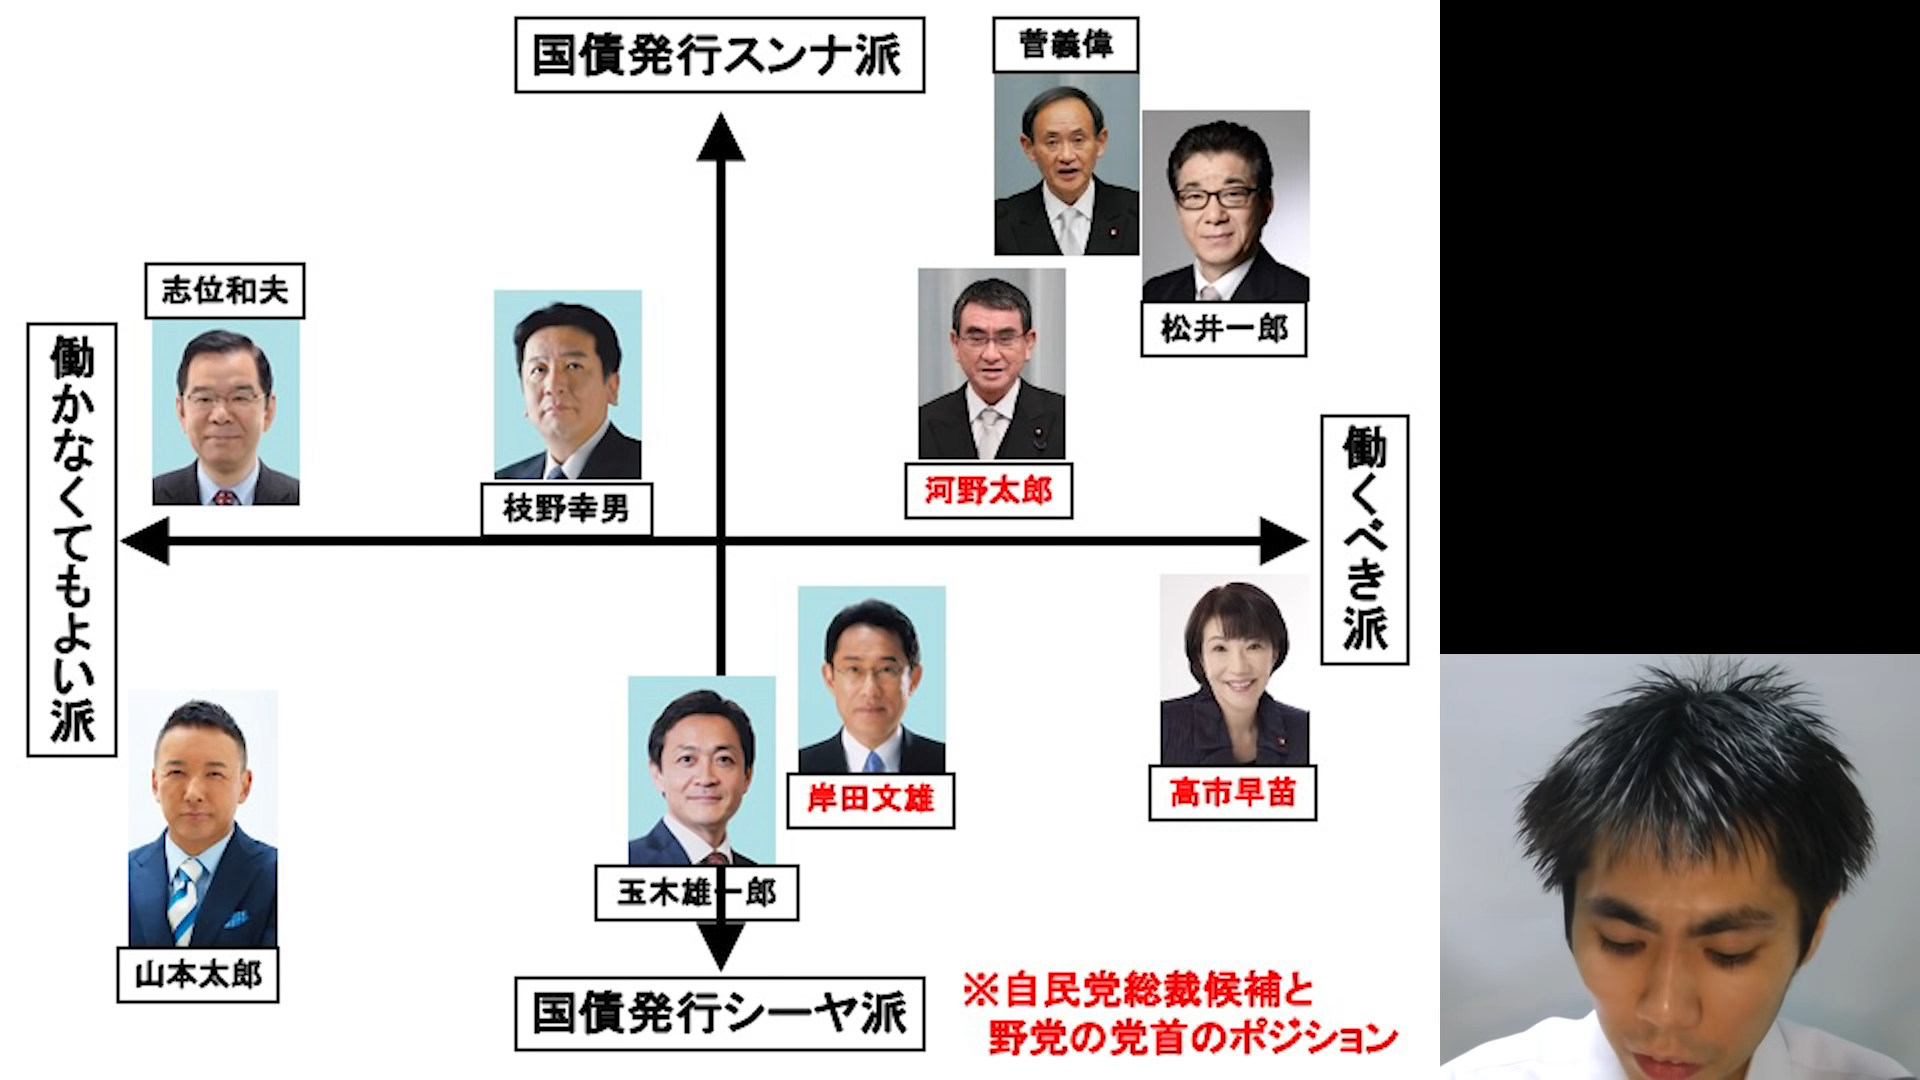 国債発行スンナ派
菅義偉
志位和夫
松井一郎
働かなくてもよい派
枝野幸男
河野太郎
働くべき派
岸田文雄
高市早苗
玉木雄一郎
山本太郎
国債発行シーヤ派
※自民党総裁候補と
野党の党首のポジション